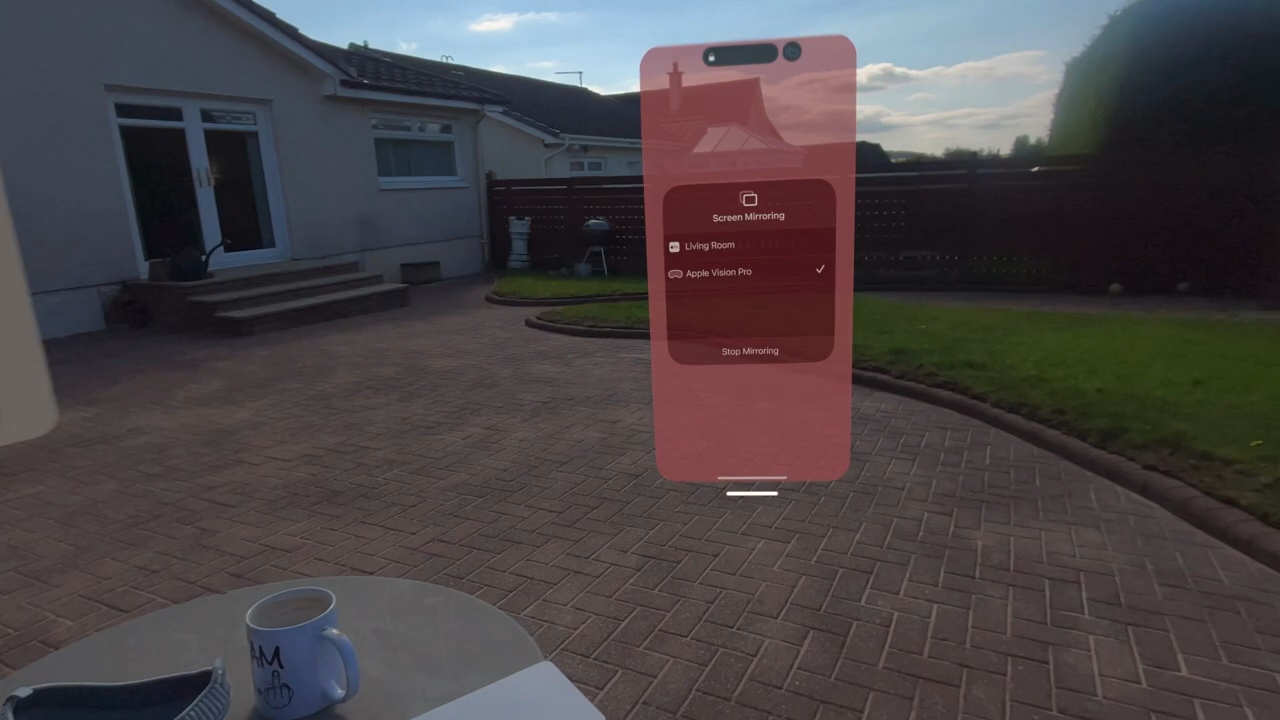 Screen Mirroring
Living Room
Apple Vision Pro
Stop Mirroring
AM